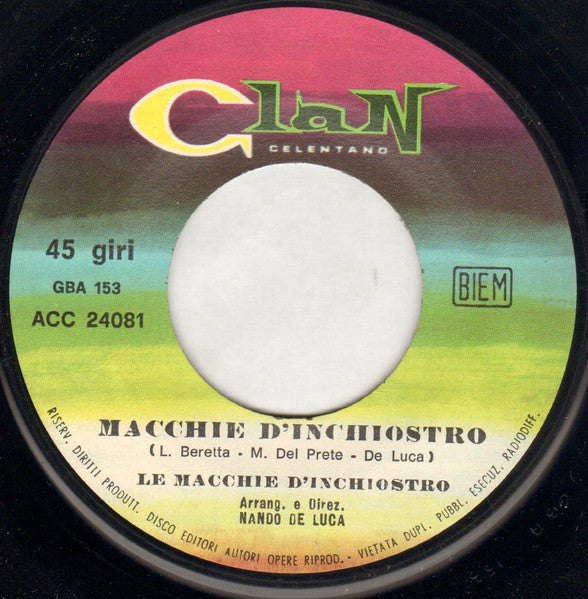 Clan
CELENTANO
45 giri
GBA 153
ACC 24081
BIEM
MACCHIE D'INCHIOSTRO
( L. Beretta - M. Del Prete - De Luca )
LE MACCHIE D'INCHIOSTRO
Arrang. e Direz.
NANDO DE LUCA
RISERV. DIRITII PRODUTT. DISCO EDITORI AUTORI OPERE RIPROD. - VIETATA DUPL. PUBBL. ESECUZ. RADIODIFF.